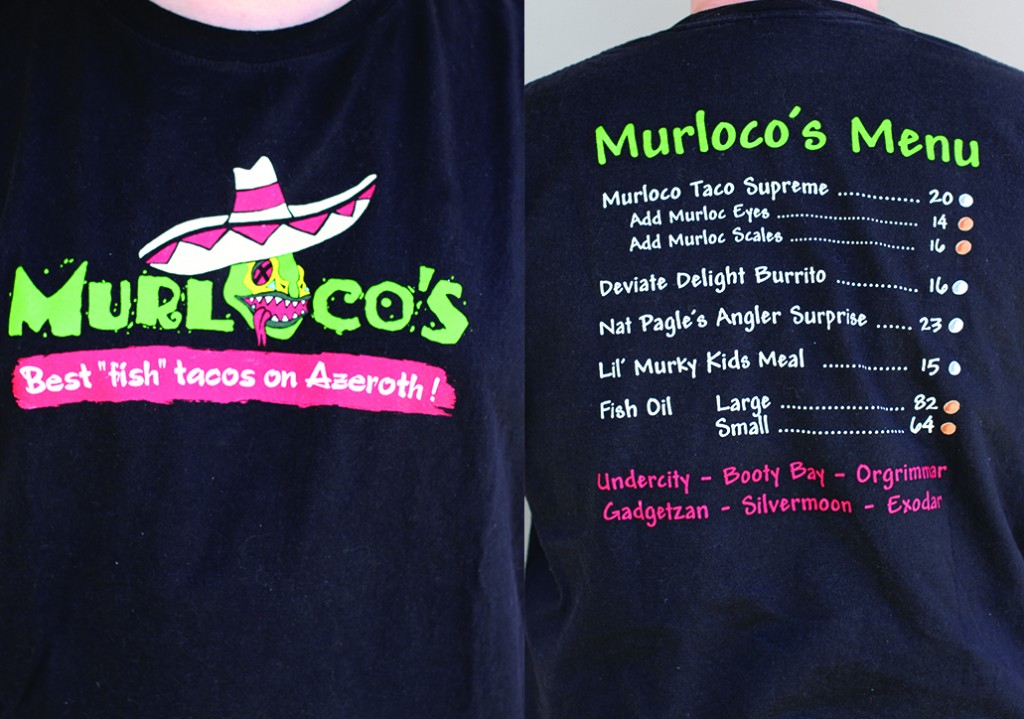 MURLOCO'S
Best "fish" tacos on Azeroth!
Murloco's Menu
Murloco Taco Supreme .............. 20
Add Murloc Eyes .............................. 14
Add Murloc Scales ........................... 16
Deviate Delight Burrito .............. 16
Nat Pagle's Angler Surprise ...... 23
Lil' Murky Kids Meal .............. 15
Fish Oil Large ..................... 82
Small ..................... 64
Undercity - Booty Bay - Orgrimmar
Gadgetzan - Silvermoon - Exodar